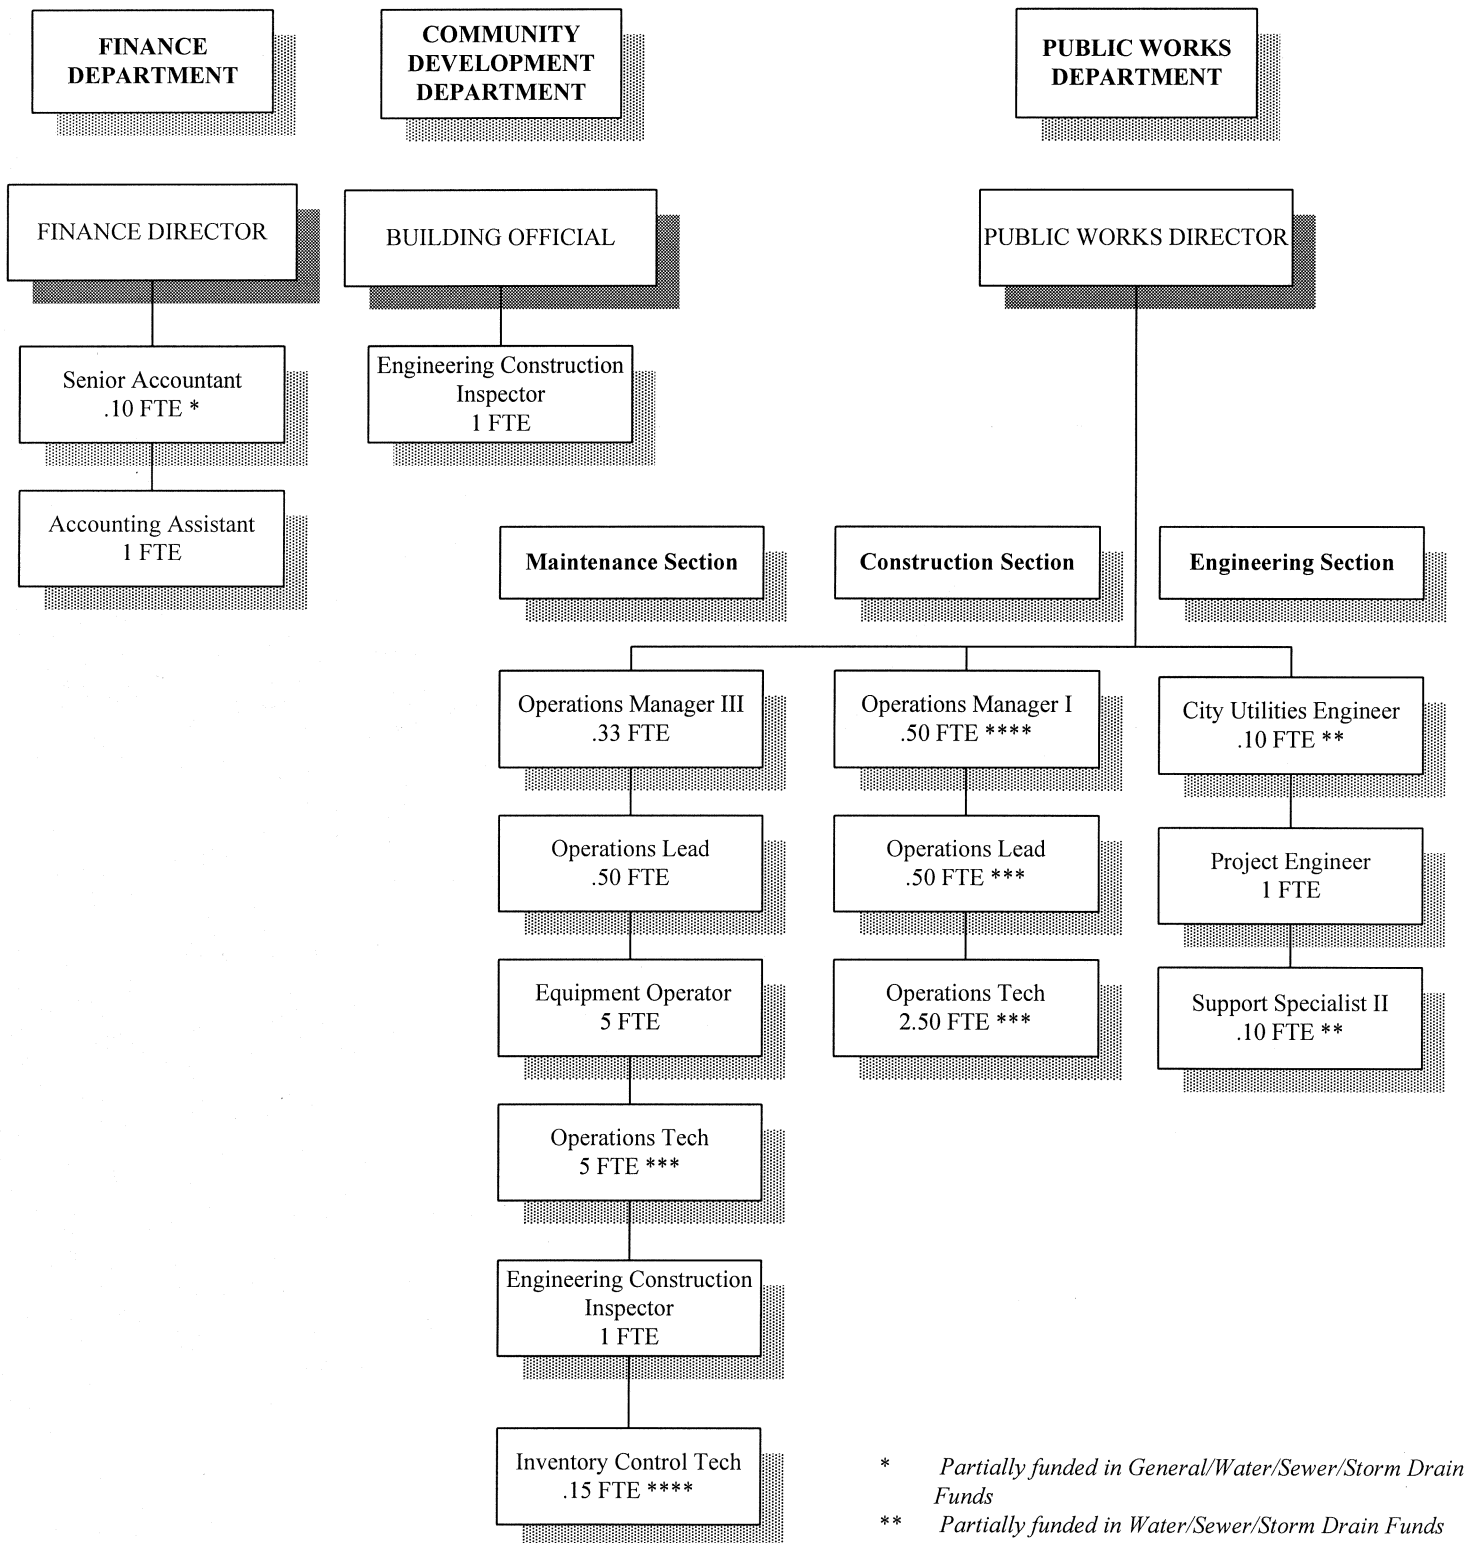 FINANCE
DEPARTMENT
COMMUNITY
DEVELOPMENT
DEPARTMENT
PUBLIC WORKS
DEPARTMENT
FINANCE DIRECTOR
BUILDING OFFICIAL
PUBLIC WORKS DIRECTOR
Senior Accountant
.10 FTE *
Engineering Construction
Inspector
1 FTE
Accounting Assistant
1 FTE
Maintenance Section
Construction Section
Engineering Section
Operations Manager III
.33 FTE
Operations Manager I
.50 FTE ****
City Utilities Engineer
.10 FTE **
Operations Lead
.50 FTE
Operations Lead
.50 FTE ***
Project Engineer
1 FTE
Equipment Operator
5 FTE
Operations Tech
2.50 FTE ***
Support Specialist II
.10 FTE **
Operations Tech
5 FTE ***
Engineering Construction
Inspector
1 FTE
Inventory Control Tech
.15 FTE ****
* Partially funded in General/Water/Sewer/Storm Drain
Funds
** Partially funded in Water/Sewer/Storm Drain Funds